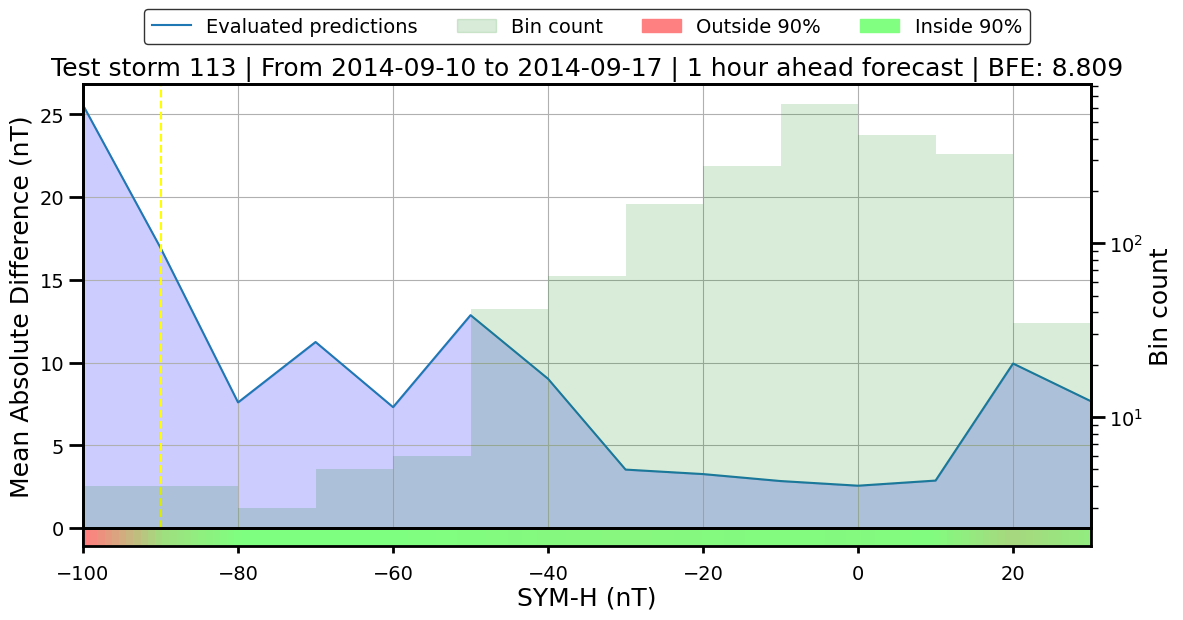 Evaluated predictions Bin count Outside 90% Inside 90%
Test storm 113 | From 2014-09-10 to 2014-09-17 | 1 hour ahead forecast | BFE: 8.809
Mean Absolute Difference (nT)
25
20
15
10
5
0
10²
10¹
Bin count
−100 −80 −60 −40 −20 0 20
SYM-H (nT)